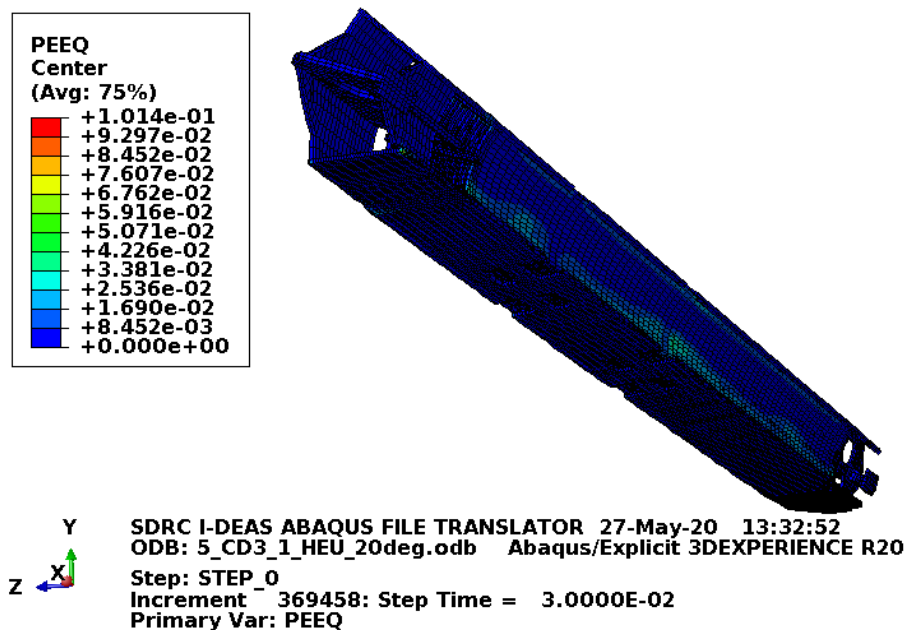 PEEQ
Center
(Avg: 75%)
+1.014e-01
+9.297e-02
+8.452e-02
+7.607e-02
+6.762e-02
+5.916e-02
+5.071e-02
+4.226e-02
+3.381e-02
+2.536e-02
+1.690e-02
+8.452e-03
+0.000e+00
Y
X
Z
SDRC I-DEAS ABAQUS FILE TRANSLATOR 27-May-20 13:32:52
ODB: 5_CD3_1_HEU_20deg.odb Abaqus/Explicit 3DEXPERIENCE R20
Step: STEP_0
Increment 369458: Step Time = 3.0000E-02
Primary Var: PEEQ